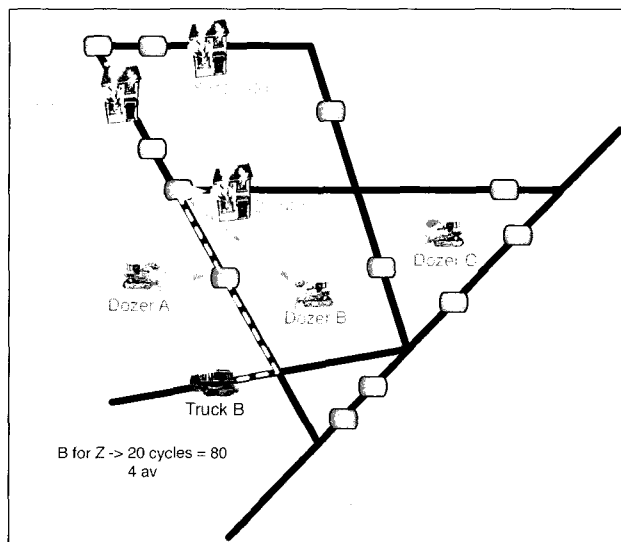 Dozer C
Dozer A
Dozer B
Truck B
B for Z -> 20 cycles = 80
4 av